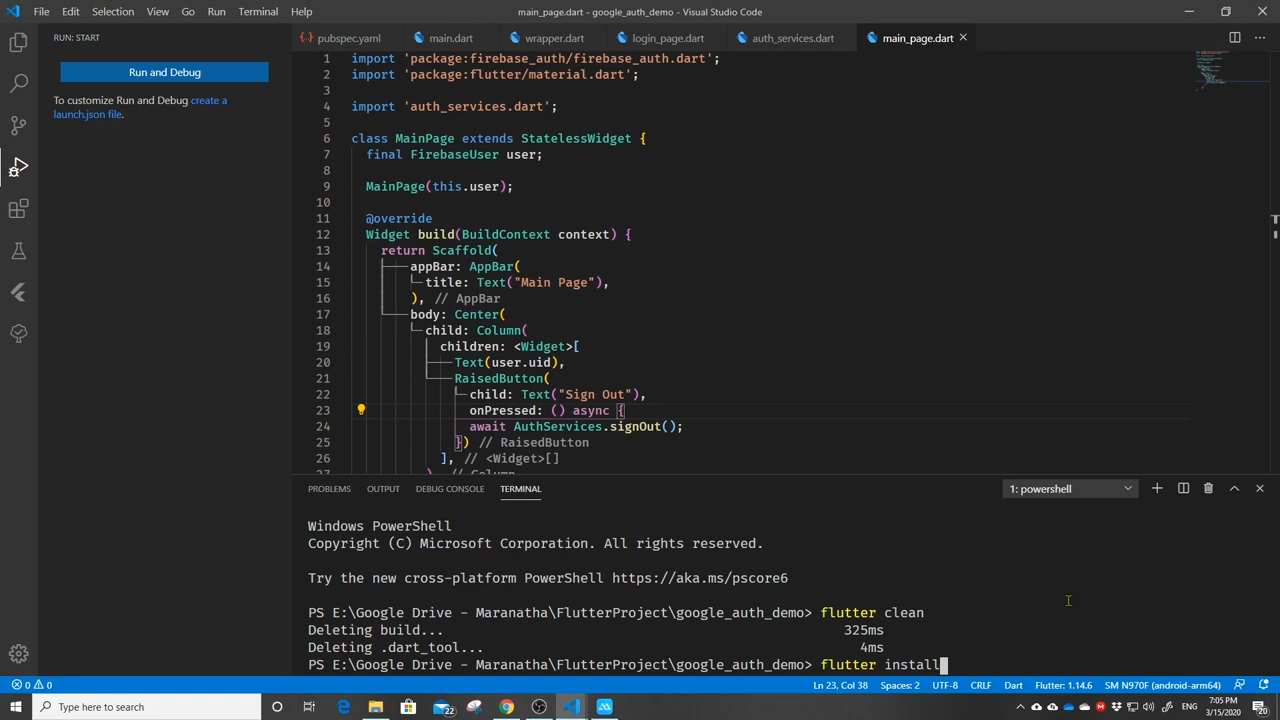 File Edit Selection View Go Run Terminal Help
main_page.dart - google_auth_demo - Visual Studio Code
RUN: START
Run and Debug
To customize Run and Debug create a
launch.json file.
pubspec.yaml
main.dart
wrapper.dart
login_page.dart
auth_services.dart
main_page.dart
1 import 'package:firebase_auth/firebase_auth.dart';
2 import 'package:flutter/material.dart';
3
4 import 'auth_services.dart';
5
6 class MainPage extends StatelessWidget {
7 final FirebaseUser user;
8
9 MainPage(this.user);
10
11 @override
12 Widget build(BuildContext context) {
13 return Scaffold(
14 appBar: AppBar(
15 title: Text("Main Page"),
16 ), // AppBar
17 body: Center(
18 child: Column(
19 children: <Widget>[
20 Text(user.uid),
21 RaisedButton(
22 child: Text("Sign Out"),
23 onPressed: () async {
24 await AuthServices.signOut();
25 }) // RaisedButton
26 ], // <Widget>[]
27 ) // Column
PROBLEMS OUTPUT DEBUG CONSOLE TERMINAL
1: powershell
Windows PowerShell
Copyright (C) Microsoft Corporation. All rights reserved.
Try the new cross-platform PowerShell https://aka.ms/pscore6
PS E:\Google Drive - Maranatha\FlutterProject\google_auth_demo> flutter clean
Deleting build... 325ms
Deleting .dart_tool... 4ms
PS E:\Google Drive - Maranatha\FlutterProject\google_auth_demo> flutter install
0 0
Ln 23, Col 38 Spaces: 2 UTF-8 CRLF Dart Flutter: 1.14.6 SM N970F (android-arm64)
Type here to search
22
7:05 PM
3/15/2020
20